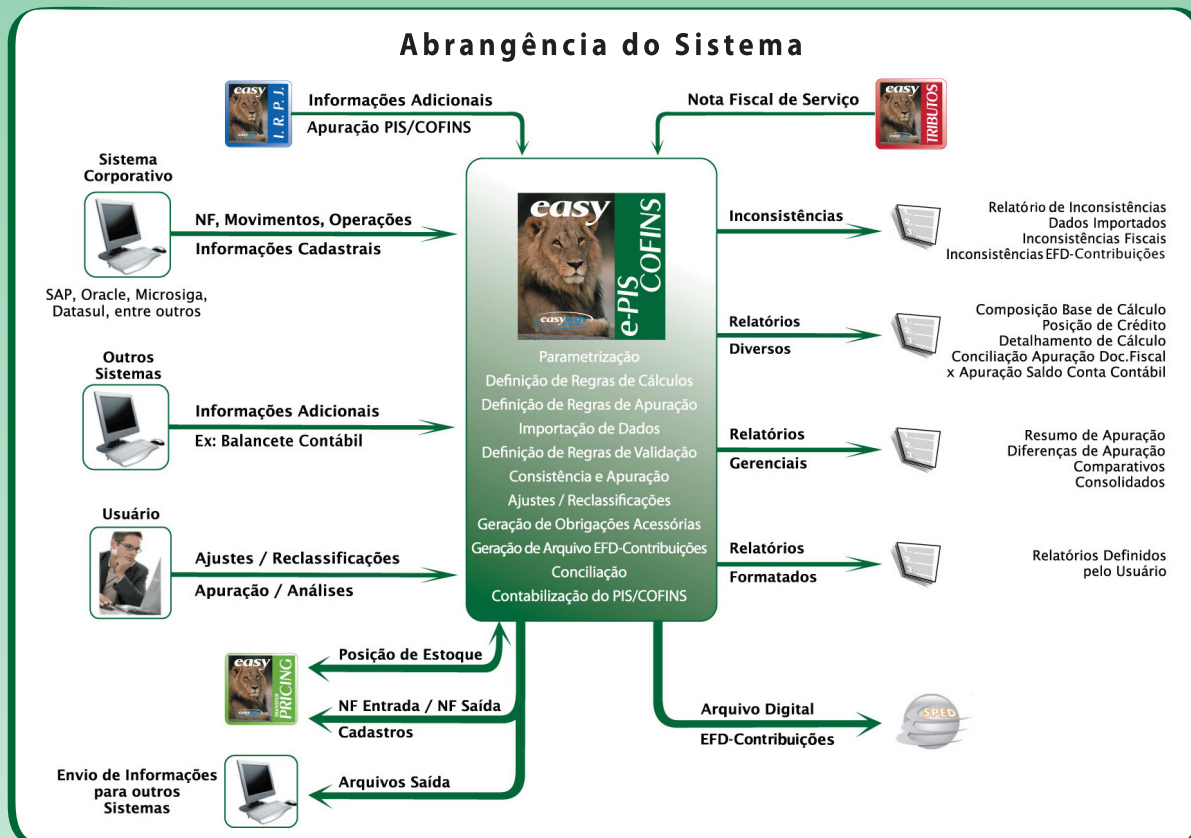 Abrangência do Sistema
easy
I. R. P. J.
Informações Adicionais
Apuração PIS/COFINS
Nota Fiscal de Serviço
easy
TRIBUTOS
Sistema
Corporativo
NF, Movimentos, Operações
Informações Cadastrais
SAP, Oracle, Microsiga,
Datasul, entre outros
Outros
Sistemas
Informações Adicionais
Ex: Balancete Contábil
Usuário
Ajustes / Reclassificações
Apuração / Análises
easy
e-PIS
COFINS
easyway
Parametrização
Definição de Regras de Cálculos
Definição de Regras de Apuração
Importação de Dados
Definição de Regras de Validação
Consistência e Apuração
Ajustes / Reclassificações
Geração de Obrigações Acessórias
Geração de Arquivo EFD-Contribuições
Conciliação
Contabilização do PIS/COFINS
Inconsistências
Relatório de Inconsistências
Dados Importados
Inconsistências Fiscais
Inconsistências EFD-Contribuições
Relatórios
Diversos
Composição Base de Cálculo
Posição de Crédito
Detalhamento de Cálculo
Conciliação Apuração Doc.Fiscal
x Apuração Saldo Conta Contábil
Relatórios
Gerenciais
Resumo de Apuração
Diferenças de Apuração
Comparativos
Consolidados
Relatórios
Formatados
Relatórios Definidos
pelo Usuário
easy
TRANSFER
PRICING
Posição de Estoque
NF Entrada / NF Saída
Cadastros
Envio de Informações
para outros
Sistemas
Arquivos Saída
Arquivo Digital
EFD-Contribuições
SPED